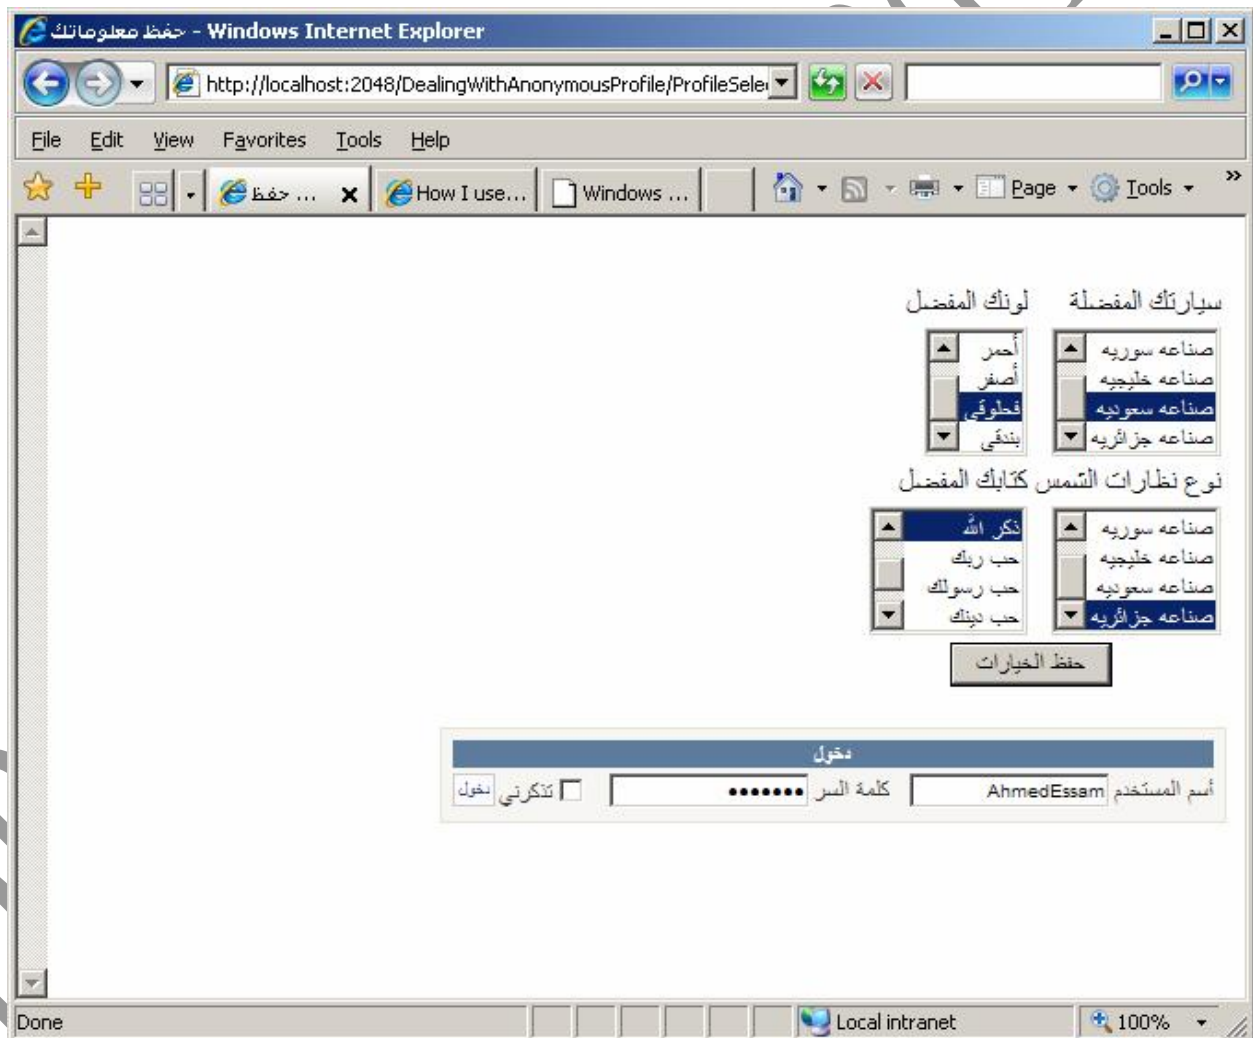 حفظ معلوماتك - Windows Internet Explorer
http://localhost:2048/DealingWithAnonymousProfile/ProfileSele
File Edit View Favorites Tools Help
حفظ ... How I use... Windows ... Page Tools »
سيارتك المفضلة لونك المفضل
صناعه سوريه
صناعه خليجيه
صناعه سعوديه
صناعه جزائريه
أحمر
أصفر
فطوقى
بندقى
نوع نظارات الشمس كتابك المفضل
صناعه سوريه
صناعه خليجيه
صناعه سعوديه
صناعه جزائريه
ذكر الله
حب ربك
حب رسولك
حب دينك
حفظ الخيارات
دخول
أسم المستخدم AhmedEssam كلمة السر ●●●●●●● تذكرني دخول
Done Local intranet 100%